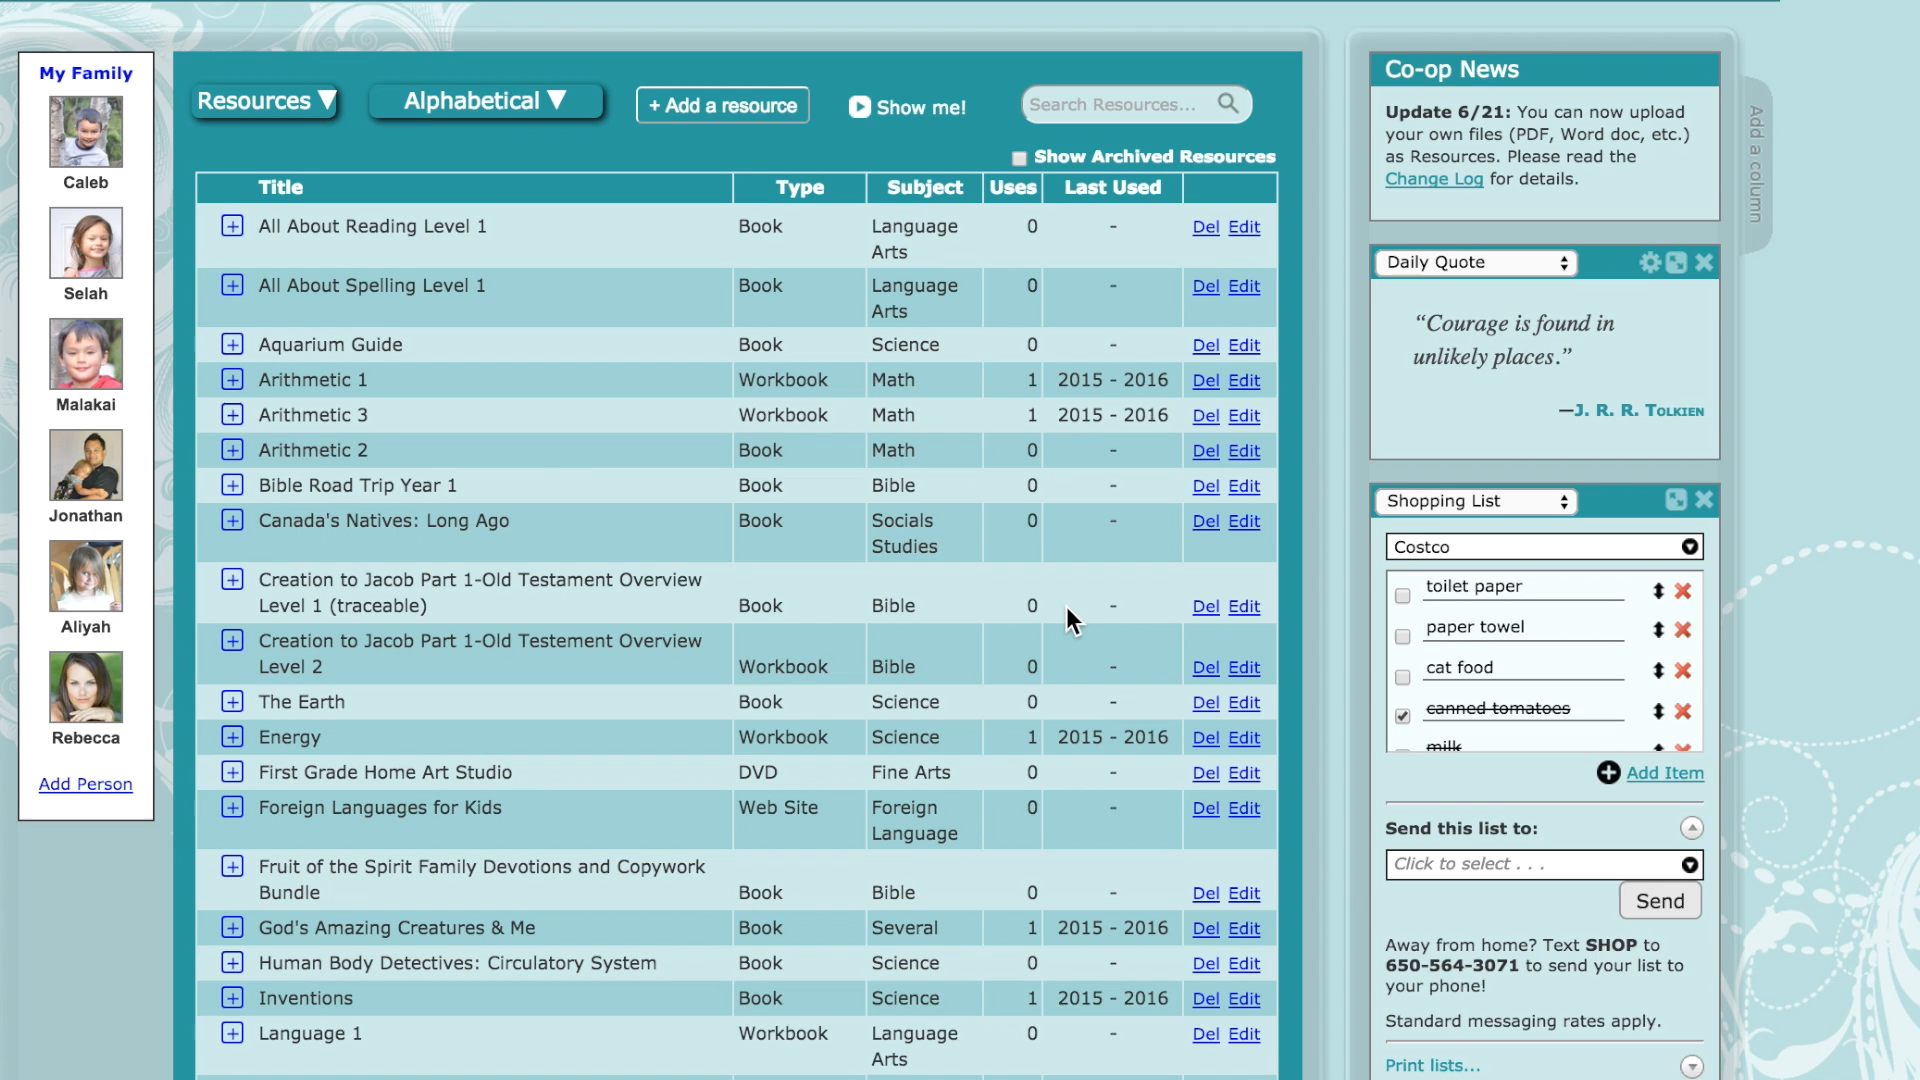 My Family
Caleb
Selah
Malakai
Jonathan
Aliyah
Rebecca
Add Person
Resources ▼
Alphabetical ▼
+ Add a resource
Show me!
Search Resources...
Show Archived Resources
Title Type Subject Uses Last Used
All About Reading Level 1 Book Language 0 - Del Edit
Arts
All About Spelling Level 1 Book Language 0 - Del Edit
Arts
Aquarium Guide Book Science 0 - Del Edit
Arithmetic 1 Workbook Math 1 2015 - 2016 Del Edit
Arithmetic 3 Workbook Math 1 2015 - 2016 Del Edit
Arithmetic 2 Book Math 0 - Del Edit
Bible Road Trip Year 1 Book Bible 0 - Del Edit
Canada's Natives: Long Ago Book Socials 0 - Del Edit
Studies
Creation to Jacob Part 1-Old Testament Overview
Level 1 (traceable) Book Bible 0 - Del Edit
Creation to Jacob Part 1-Old Testement Overview
Level 2 Workbook Bible 0 - Del Edit
The Earth Book Science 0 - Del Edit
Energy Workbook Science 1 2015 - 2016 Del Edit
First Grade Home Art Studio DVD Fine Arts 0 - Del Edit
Foreign Languages for Kids Web Site Foreign 0 - Del Edit
Language
Fruit of the Spirit Family Devotions and Copywork
Bundle Book Bible 0 - Del Edit
God's Amazing Creatures & Me Book Several 1 2015 - 2016 Del Edit
Human Body Detectives: Circulatory System Book Science 0 - Del Edit
Inventions Book Science 1 2015 - 2016 Del Edit
Language 1 Workbook Language 0 - Del Edit
Arts
Co-op News
Update 6/21: You can now upload
your own files (PDF, Word doc, etc.)
as Resources. Please read the
Change Log for details.
Add a column
Daily Quote
“Courage is found in
unlikely places.”
—J. R. R. Tolkien
Shopping List
Costco
toilet paper
paper towel
cat food
canned tomatoes
milk
Add Item
Send this list to:
Click to select . . .
Send
Away from home? Text SHOP to
650-564-3071 to send your list to
your phone!
Standard messaging rates apply.
Print lists...